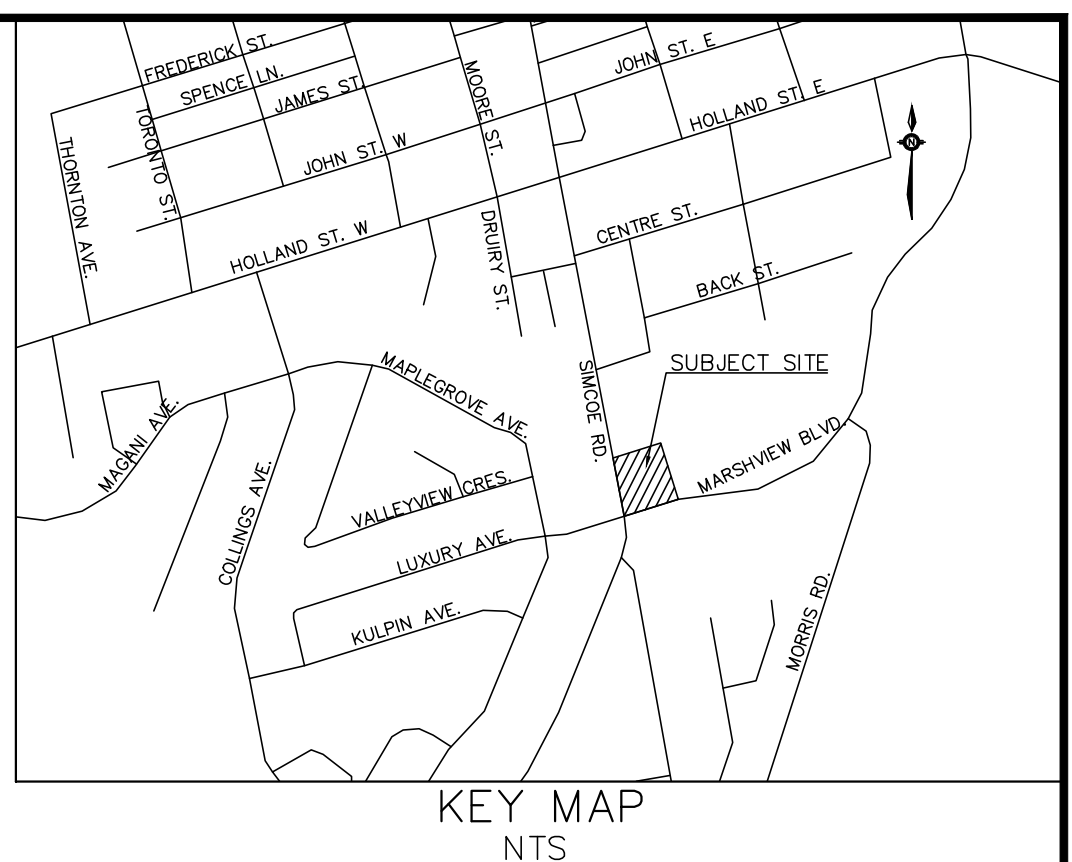 FREDERICK ST.
SPENCE LN.
JAMES ST.
JOHN ST. W
HOLLAND ST. W
THORNTON AVE.
TORONTO ST.
MOORE ST.
JOHN ST. E
HOLLAND ST. E
N
DRUIRY ST.
CENTRE ST.
BACK ST.
SIMCOE RD.
SUBJECT SITE
MAPLEGROVE AVE.
MAGANI AVE.
COLLINGS AVE.
VALLEYVIEW CRES.
MARSHVIEW BLVD.
LUXURY AVE.
KULPIN AVE.
MORRIS RD.
KEY MAP
NTS